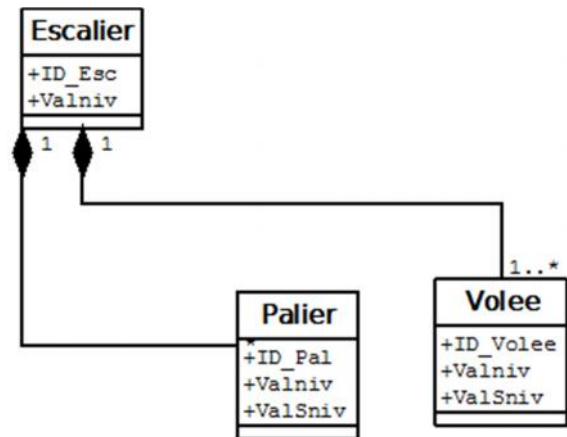 Escalier
+ID_Esc
+Valniv
1
1
1..*
Volee
+ID_Volee
+Valniv
+ValSniv
Palier
*
+ID_Pal
+Valniv
+ValSniv